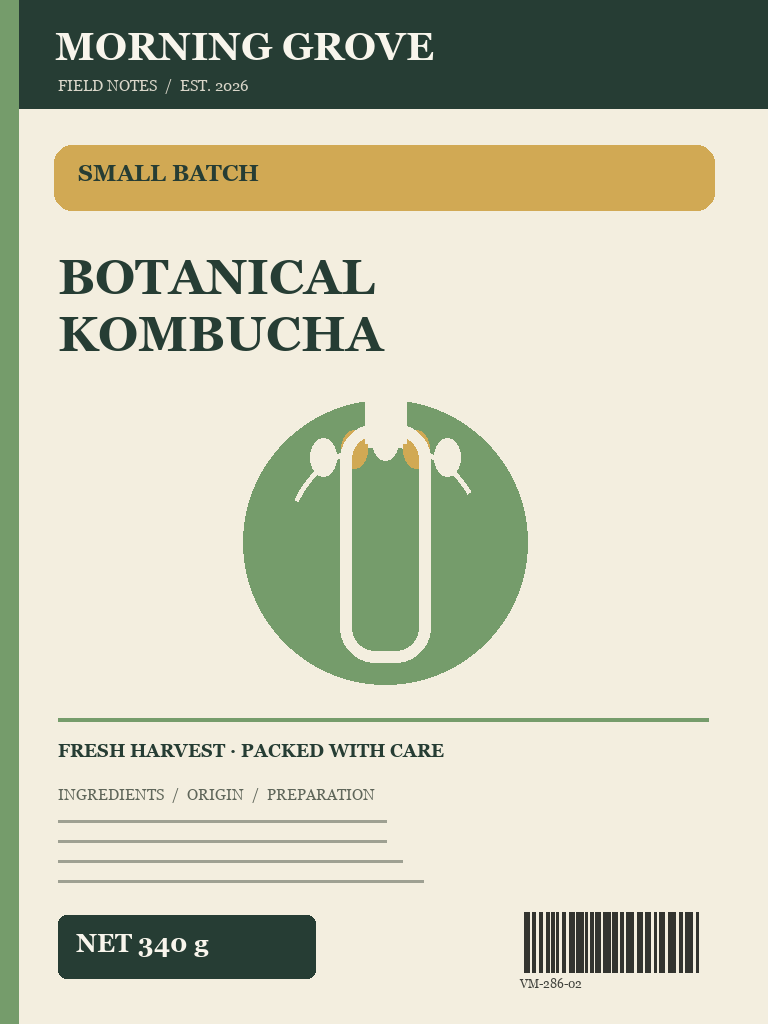 MORNING GROVE
FIELD NOTES / EST. 2026
SMALL BATCH
BOTANICAL
KOMBUCHA
FRESH HARVEST · PACKED WITH CARE
INGREDIENTS / ORIGIN / PREPARATION
NET 340 g
VM-286-02